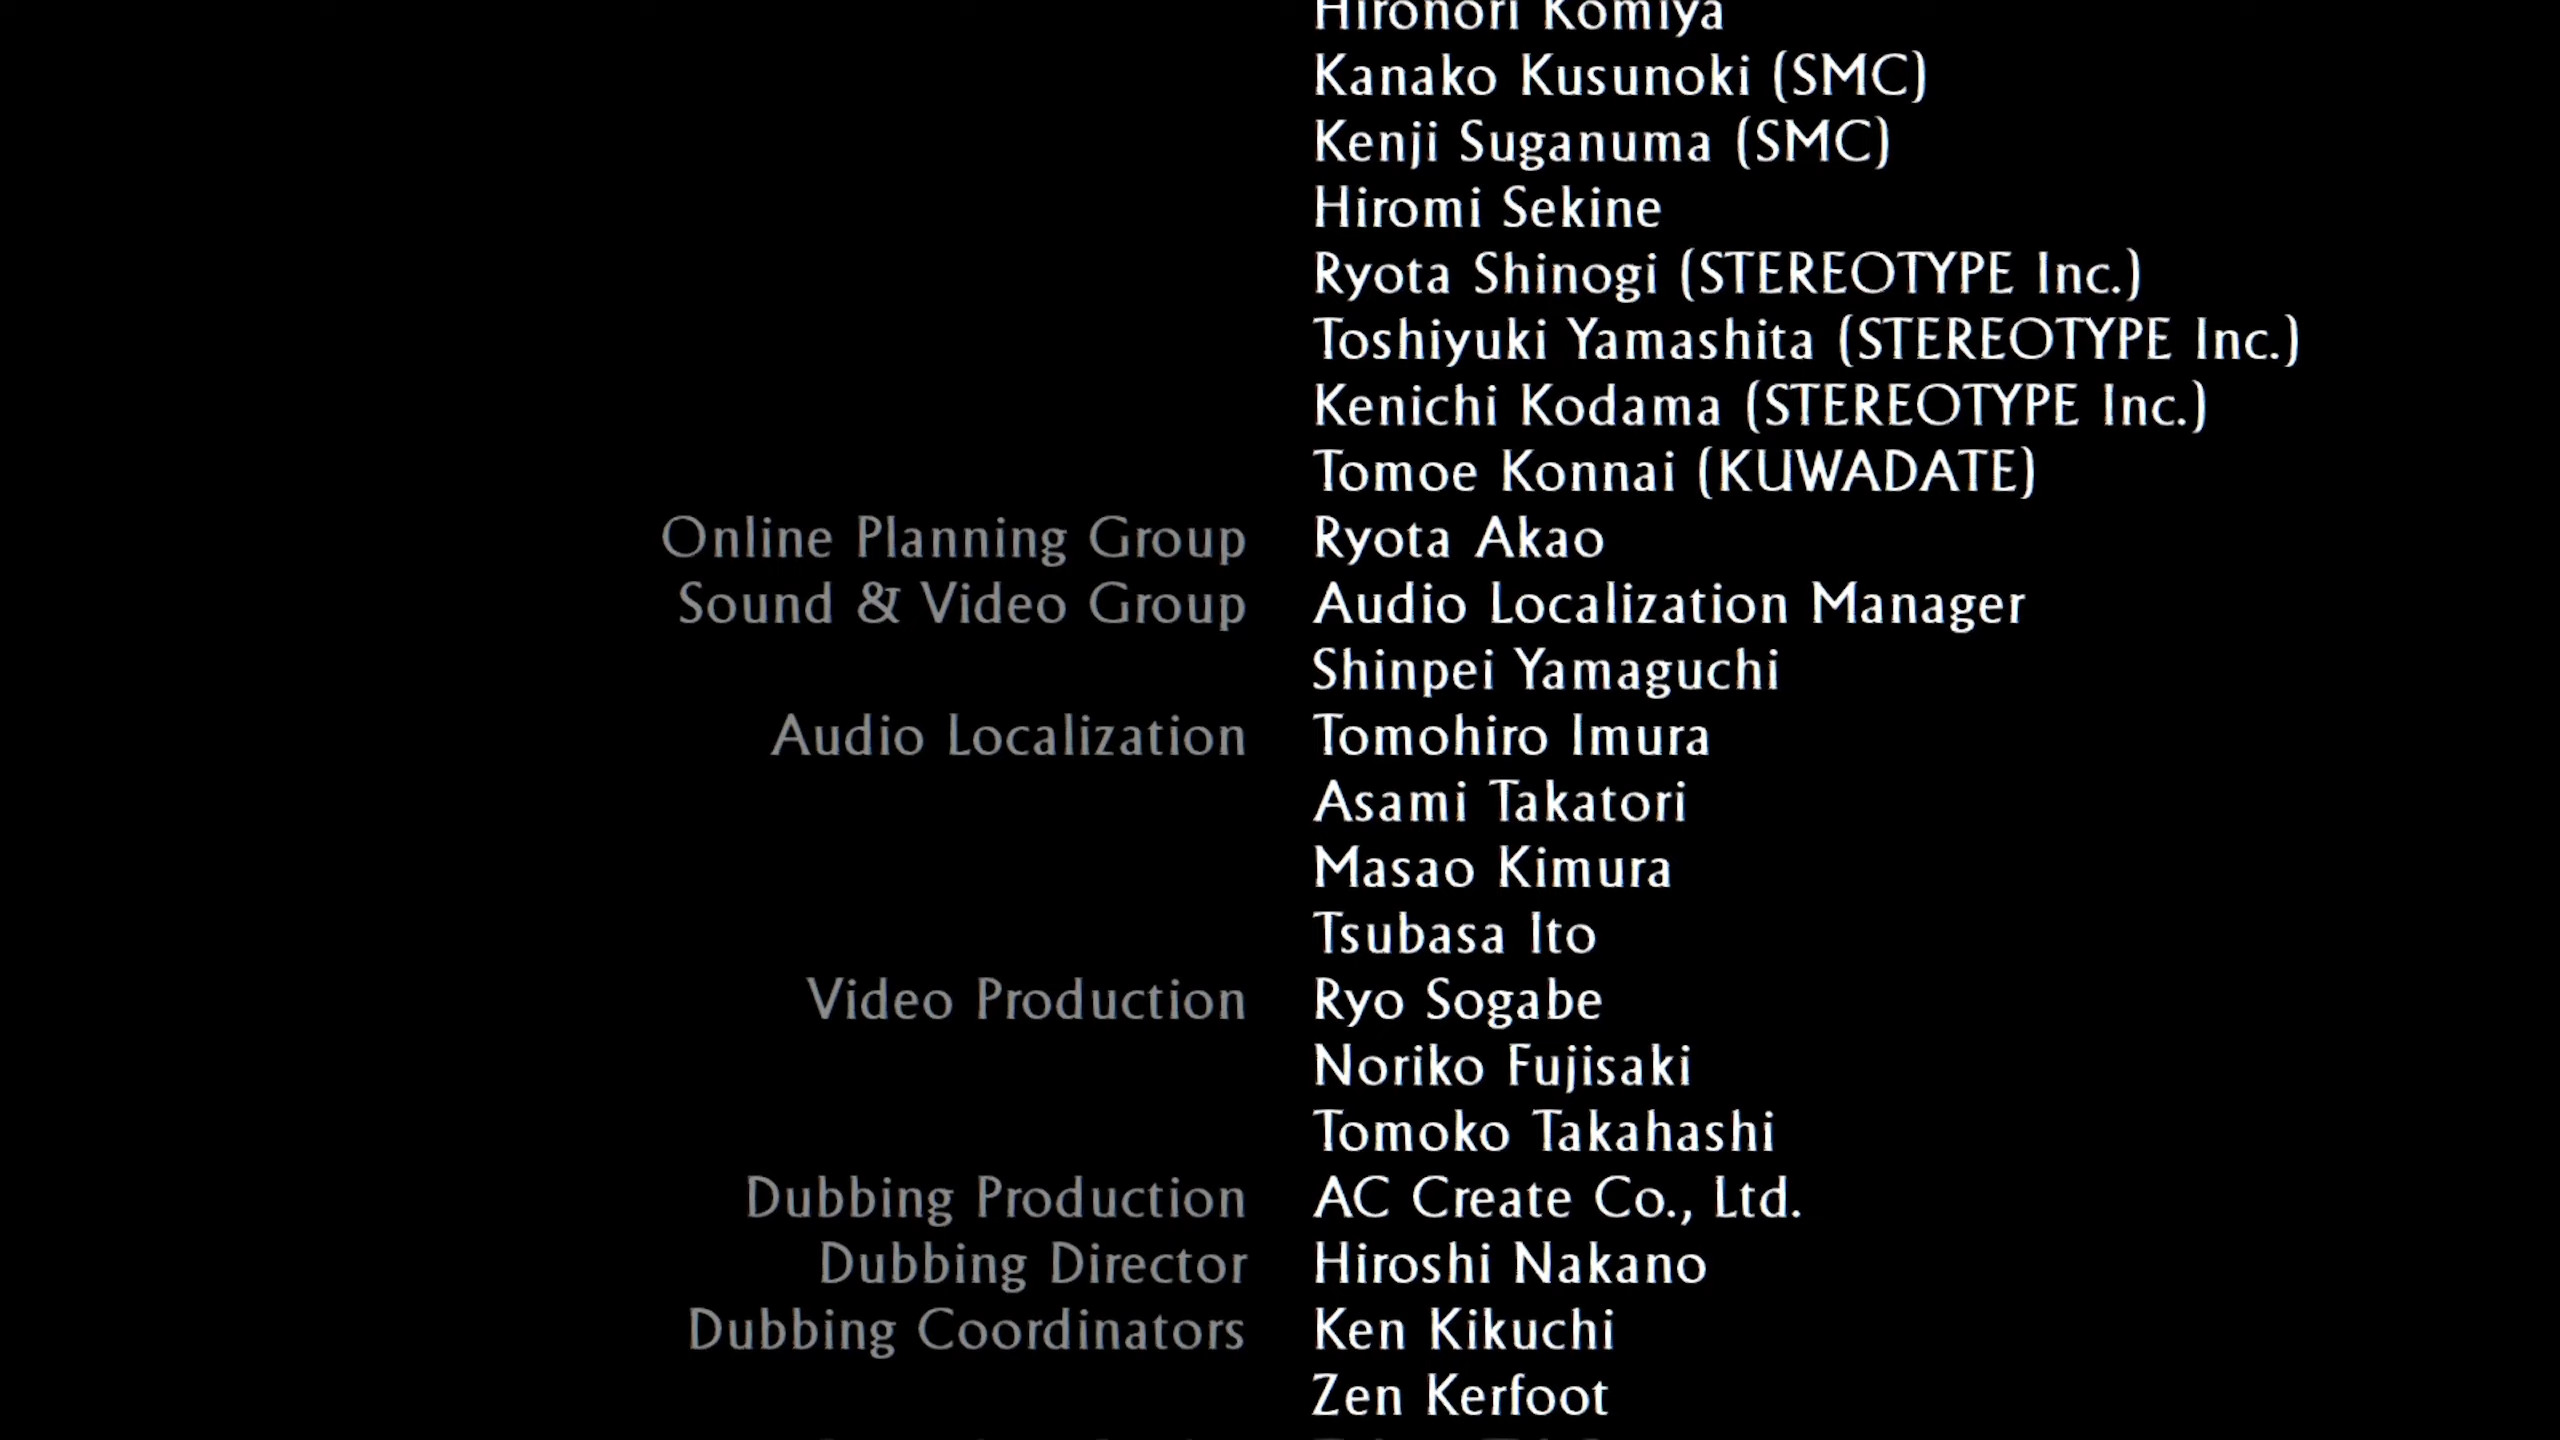 Hironori Komiya
Kanako Kusunoki (SMC)
Kenji Suganuma (SMC)
Hiromi Sekine
Ryota Shinogi (STEREOTYPE Inc.)
Toshiyuki Yamashita (STEREOTYPE Inc.)
Kenichi Kodama (STEREOTYPE Inc.)
Tomoe Konnai (KUWADATE)
Online Planning Group Ryota Akao
Sound & Video Group Audio Localization Manager
Shinpei Yamaguchi
Audio Localization Tomohiro Imura
Asami Takatori
Masao Kimura
Tsubasa Ito
Video Production Ryo Sogabe
Noriko Fujisaki
Tomoko Takahashi
Dubbing Production AC Create Co., Ltd.
Dubbing Director Hiroshi Nakano
Dubbing Coordinators Ken Kikuchi
Zen Kerfoot